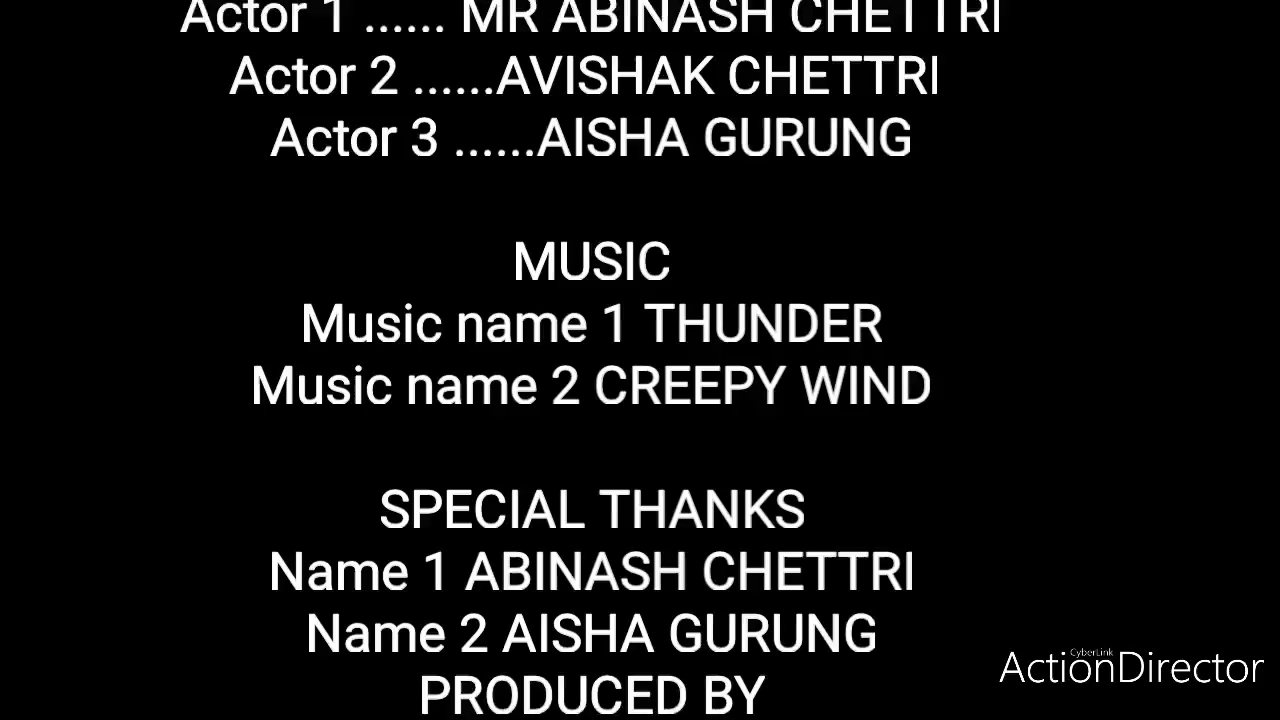 Actor 1 ...... MR ABINASH CHETTRI
Actor 2 ......AVISHAK CHETTRI
Actor 3 ......AISHA GURUNG
MUSIC
Music name 1 THUNDER
Music name 2 CREEPY WIND
SPECIAL THANKS
Name 1 ABINASH CHETTRI
Name 2 AISHA GURUNG
PRODUCED BY
CyberLink
ActionDirector